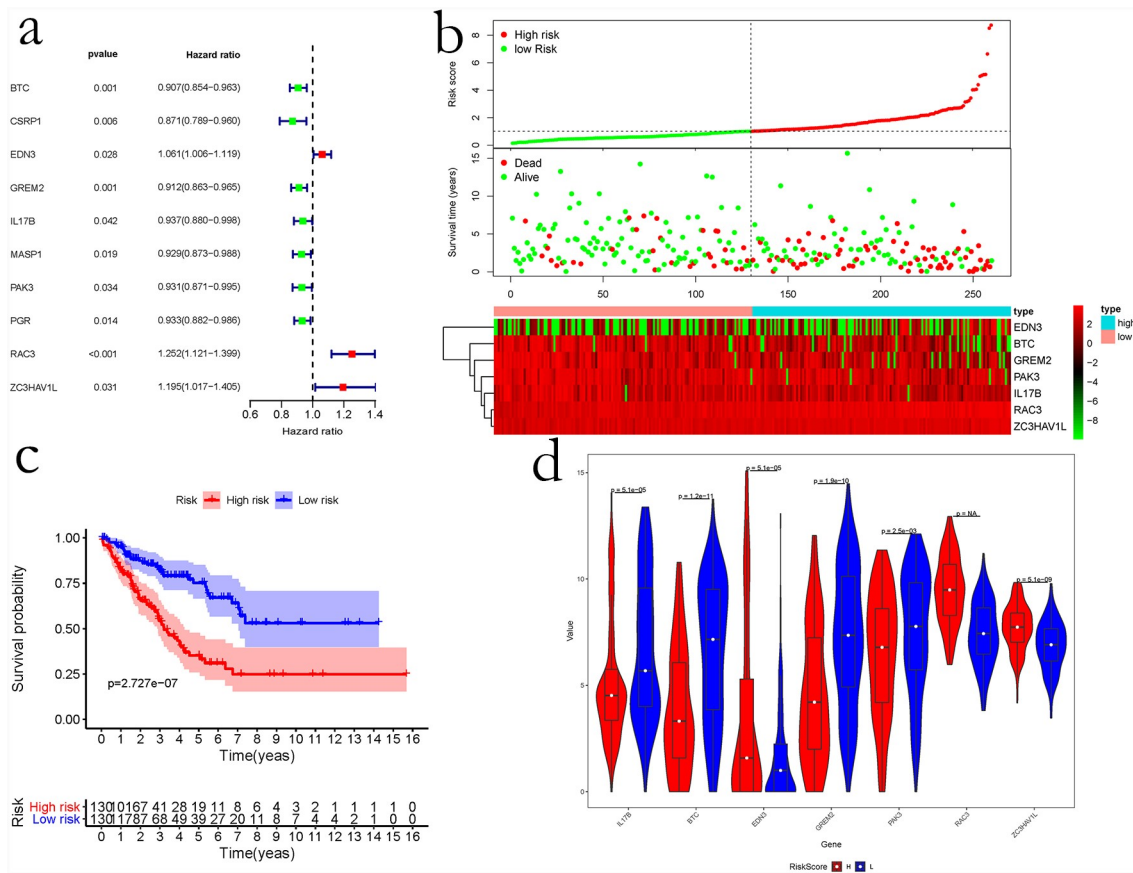 a
pvalue Hazard ratio
BTC 0.001 0.907(0.854−0.963)
CSRP1 0.006 0.871(0.789−0.960)
EDN3 0.028 1.061(1.006−1.119)
GREM2 0.001 0.912(0.863−0.965)
IL17B 0.042 0.937(0.880−0.998)
MASP1 0.019 0.929(0.873−0.988)
PAK3 0.034 0.931(0.871−0.995)
PGR 0.014 0.933(0.882−0.986)
RAC3 <0.001 1.252(1.121−1.399)
ZC3HAV1L 0.031 1.195(1.017−1.405)
0.6 0.8 1.0 1.2 1.4
Hazard ratio
b
High risk
low Risk
Risk score
8
6
4
2
0
Dead
Alive
Survival time (years)
15
10
5
0
0 50 100 150 200 250
type
EDN3
BTC
GREM2
PAK3
IL17B
RAC3
ZC3HAV1L
2
0
−2
−4
−6
−8
type
high
low
c
Risk High risk Low risk
Survival probability
1.00
0.75
0.50
0.25
0.00
p=2.727e−07
0 1 2 3 4 5 6 7 8 9 10 11 12 13 14 15 16
Time(yeas)
Risk
High risk 130 101 67 41 28 19 11 8 6 4 3 2 1 1 1 1 0
Low risk 130 117 87 68 49 39 27 20 11 8 7 4 4 2 1 0 0
0 1 2 3 4 5 6 7 8 9 10 11 12 13 14 15 16
Time(yeas)
d
Value
15
10
5
0
p = 5.1e−05
p = 1.2e−11
p = 5.1e−05
p = 1.9e−10
p = 2.5e−03
p = NA
p = 5.1e−09
IL17B
BTC
EDN3
GREM2
PAK3
RAC3
ZC3HAV1L
Gene
RiskScore H L